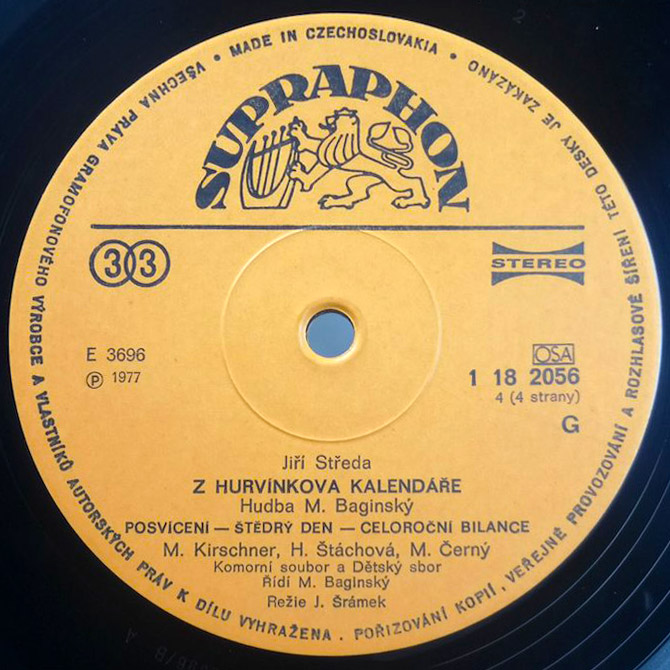 MADE IN CZECHOSLOVAKIA •
VŠECHNA PRÁVA GRAMOFONOVÉHO VÝROBCE A VLASTNÍKŮ AUTORSKÝCH PRÁV K DÍLU VYHRAŽENA . POŘIZOVÁNÍ KOPIÍ, VEŘEJNÉ PROVOZOVÁNÍ A ROZHLASOVÉ ŠÍŘENÍ TÉTO DESKY JE ZAKÁZÁNO •
SUPRAPHON
33
STEREO
E 3696
℗ 1977
OSA
1 18 2056
4 (4 strany)
G
Jiří Středa
Z HURVÍNKOVA KALENDÁŘE
Hudba M. Baginský
POSVÍCENÍ — ŠTĚDRÝ DEN — CELOROČNÍ BILANCE
M. Kirschner, H. Štáchová, M. Černý
Komorní soubor a Dětský sbor
Řídí M. Baginský
Režie J. Šrámek